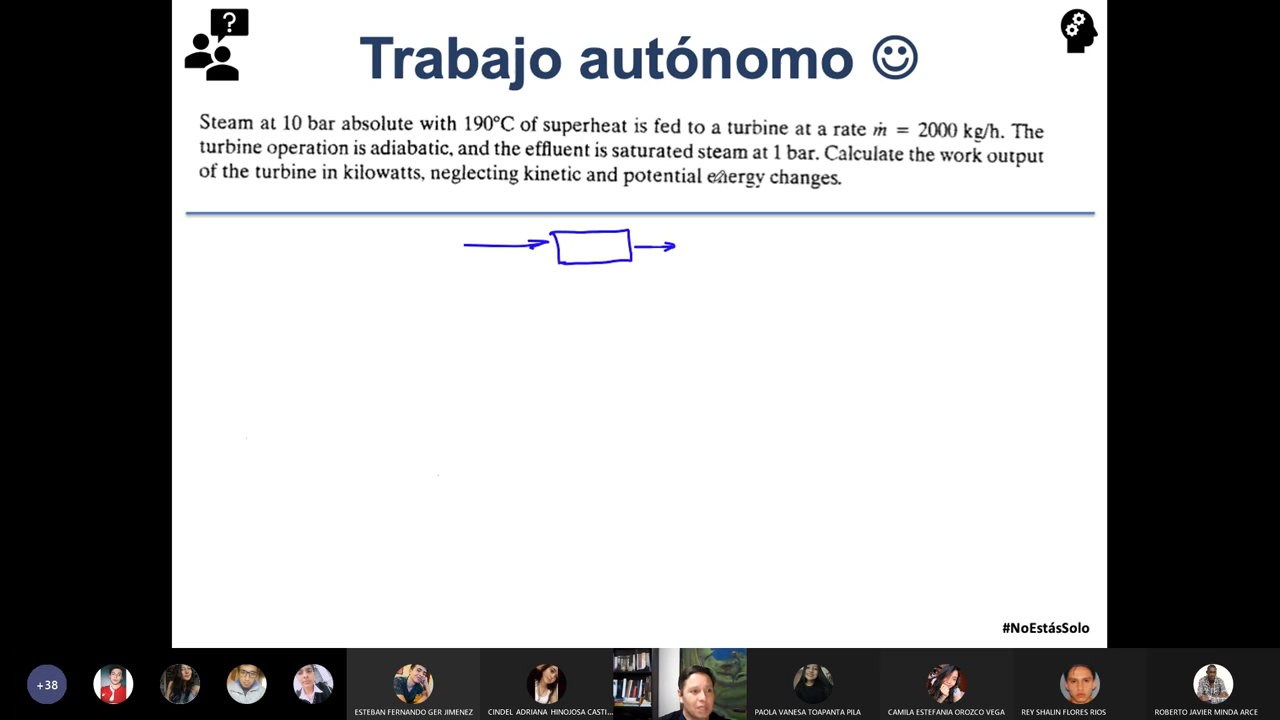 ?
Trabajo autónomo ☺
Steam at 10 bar absolute with 190°C of superheat is fed to a turbine at a rate ṁ = 2000 kg/h. The
turbine operation is adiabatic, and the effluent is saturated steam at 1 bar. Calculate the work output
of the turbine in kilowatts, neglecting kinetic and potential energy changes.
#NoEstásSolo
+38
ESTEBAN FERNANDO GER JIMENEZ
CINDEL ADRIANA HINOJOSA CASTI...
PAOLA VANESA TOAPANTA PILA
CAMILA ESTEFANIA OROZCO VEGA
REY SHALIN FLORES RIOS
ROBERTO JAVIER MINDA ARCE